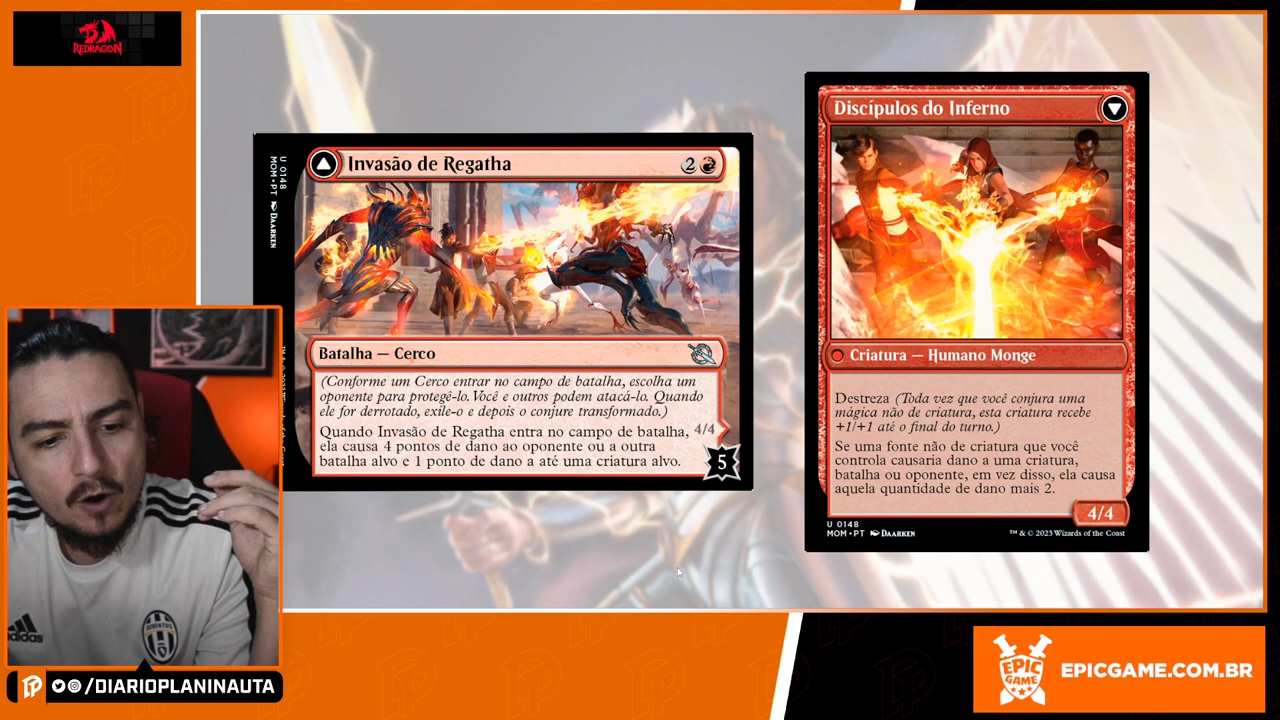 REDRAGON
U 0148
MOM • PT DAARKEN
Invasão de Regatha
2
Batalha — Cerco
(Conforme um Cerco entrar no campo de batalha, escolha um
oponente para protegê-lo. Você e outros podem atacá-lo. Quando
ele for derrotado, exile-o e depois o conjure transformado.)
Quando Invasão de Regatha entra no campo de batalha,
ela causa 4 pontos de dano ao oponente ou a outra
batalha alvo e 1 ponto de dano a até uma criatura alvo.
4/4
5
Discípulos do Inferno
Criatura — Humano Monge
Destreza (Toda vez que você conjura uma
mágica não de criatura, esta criatura recebe
+1/+1 até o final do turno.)
Se uma fonte não de criatura que você
controla causaria dano a uma criatura,
batalha ou oponente, em vez disso, ela causa
aquela quantidade de dano mais 2.
4/4
U 0148
MOM • PT DAARKEN
™ & © 2023 Wizards of the Coast
adidas
JUVENTUS
/DIARIOPLANINAUTA
EPIC
GAME
EPICGAME.COM.BR